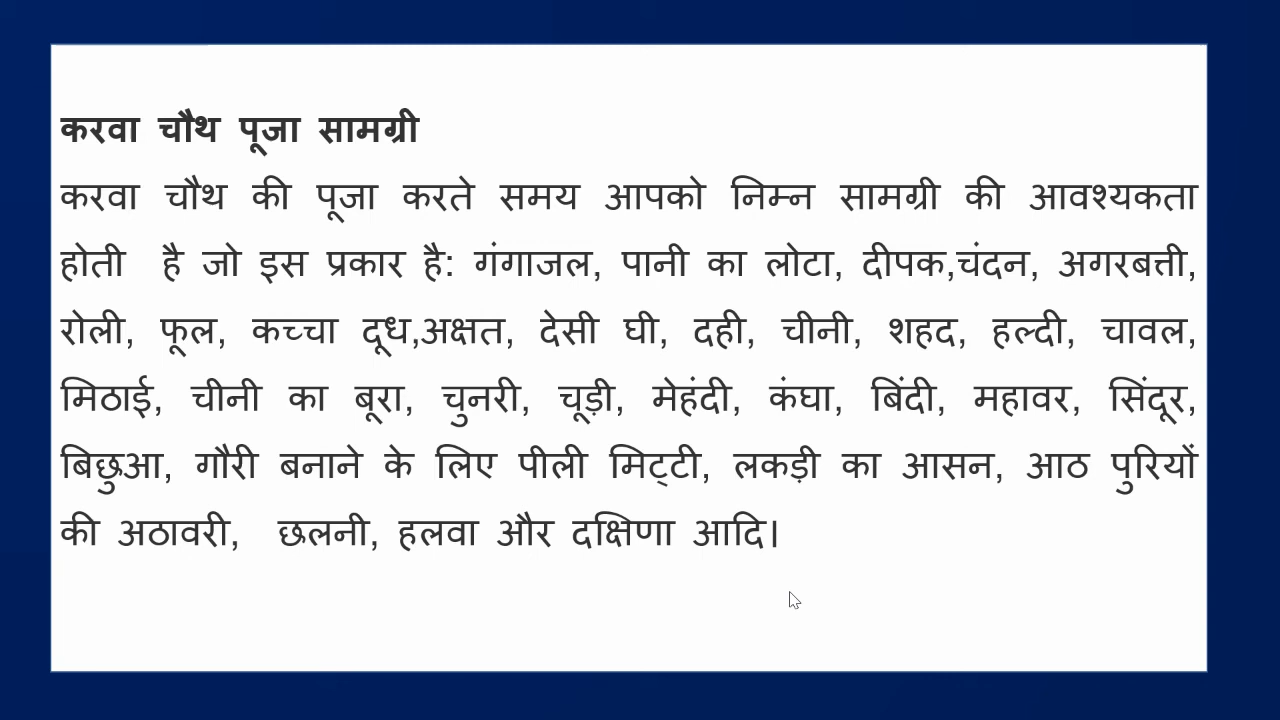 करवा चौथ पूजा सामग्री
करवा चौथ की पूजा करते समय आपको निम्न सामग्री की आवश्यकता
होती है जो इस प्रकार है: गंगाजल, पानी का लोटा, दीपक,चंदन, अगरबत्ती,
रोली, फूल, कच्चा दूध,अक्षत, देसी घी, दही, चीनी, शहद, हल्दी, चावल,
मिठाई, चीनी का बूरा, चुनरी, चूड़ी, मेहंदी, कंघा, बिंदी, महावर, सिंदूर,
बिछुआ, गौरी बनाने के लिए पीली मिट्टी, लकड़ी का आसन, आठ पुरियों
की अठावरी, छलनी, हलवा और दक्षिणा आदि।